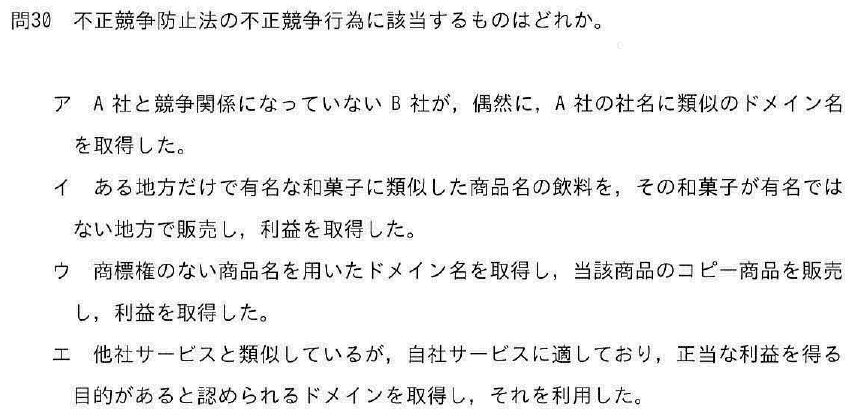 問30 不正競争防止法の不正競争行為に該当するものはどれか。
ア A社と競争関係になっていないB社が，偶然に，A社の社名に類似のドメイン名
を取得した。
イ ある地方だけで有名な和菓子に類似した商品名の飲料を，その和菓子が有名では
ない地方で販売し，利益を取得した。
ウ 商標権のない商品名を用いたドメイン名を取得し，当該商品のコピー商品を販売
し，利益を取得した。
エ 他社サービスと類似しているが，自社サービスに適しており，正当な利益を得る
目的があると認められるドメインを取得し，それを利用した。